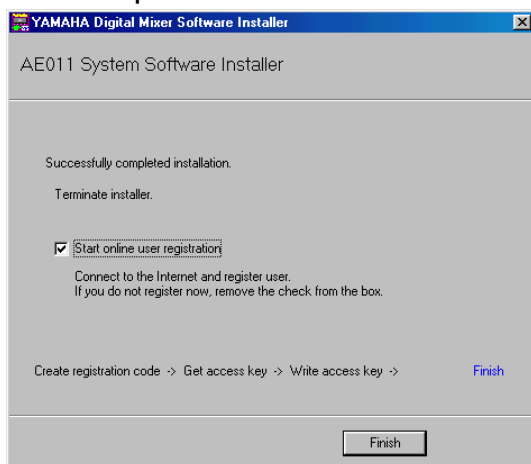 YAMAHA Digital Mixer Software Installer
AE011 System Software Installer
Successfully completed installation.
Terminate installer.
Start online user registration
Connect to the Internet and register user.
If you do not register now, remove the check from the box.
Create registration code -> Get access key -> Write access key -> Finish
Finish